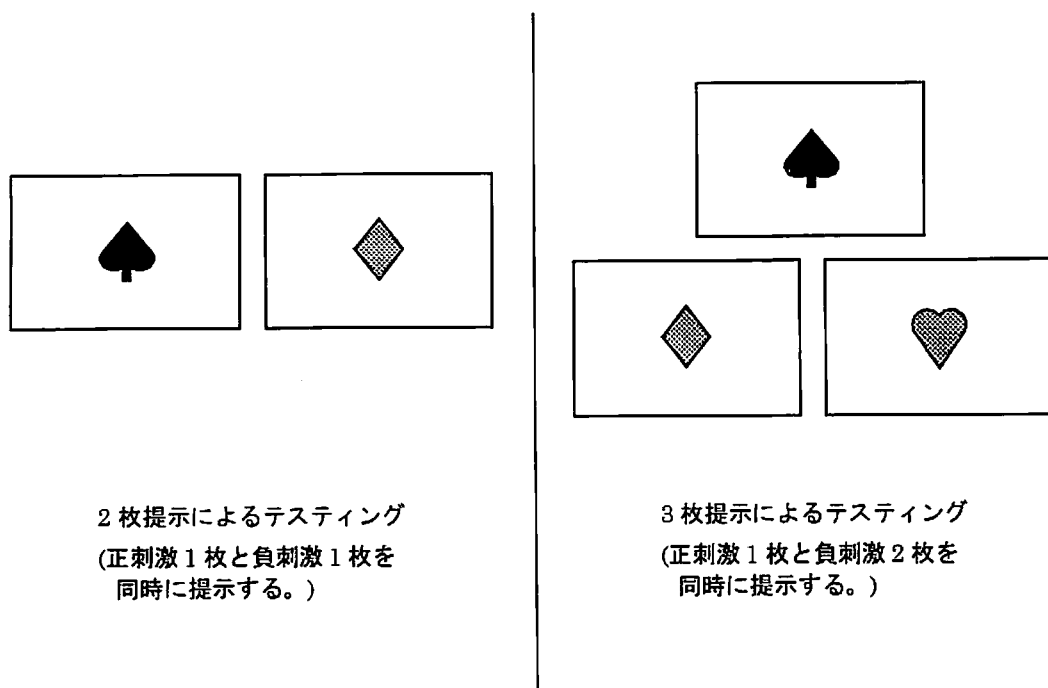 2枚提示によるテスティング
(正刺激1枚と負刺激1枚を
同時に提示する。)
3枚提示によるテスティング
(正刺激1枚と負刺激2枚を
同時に提示する。)